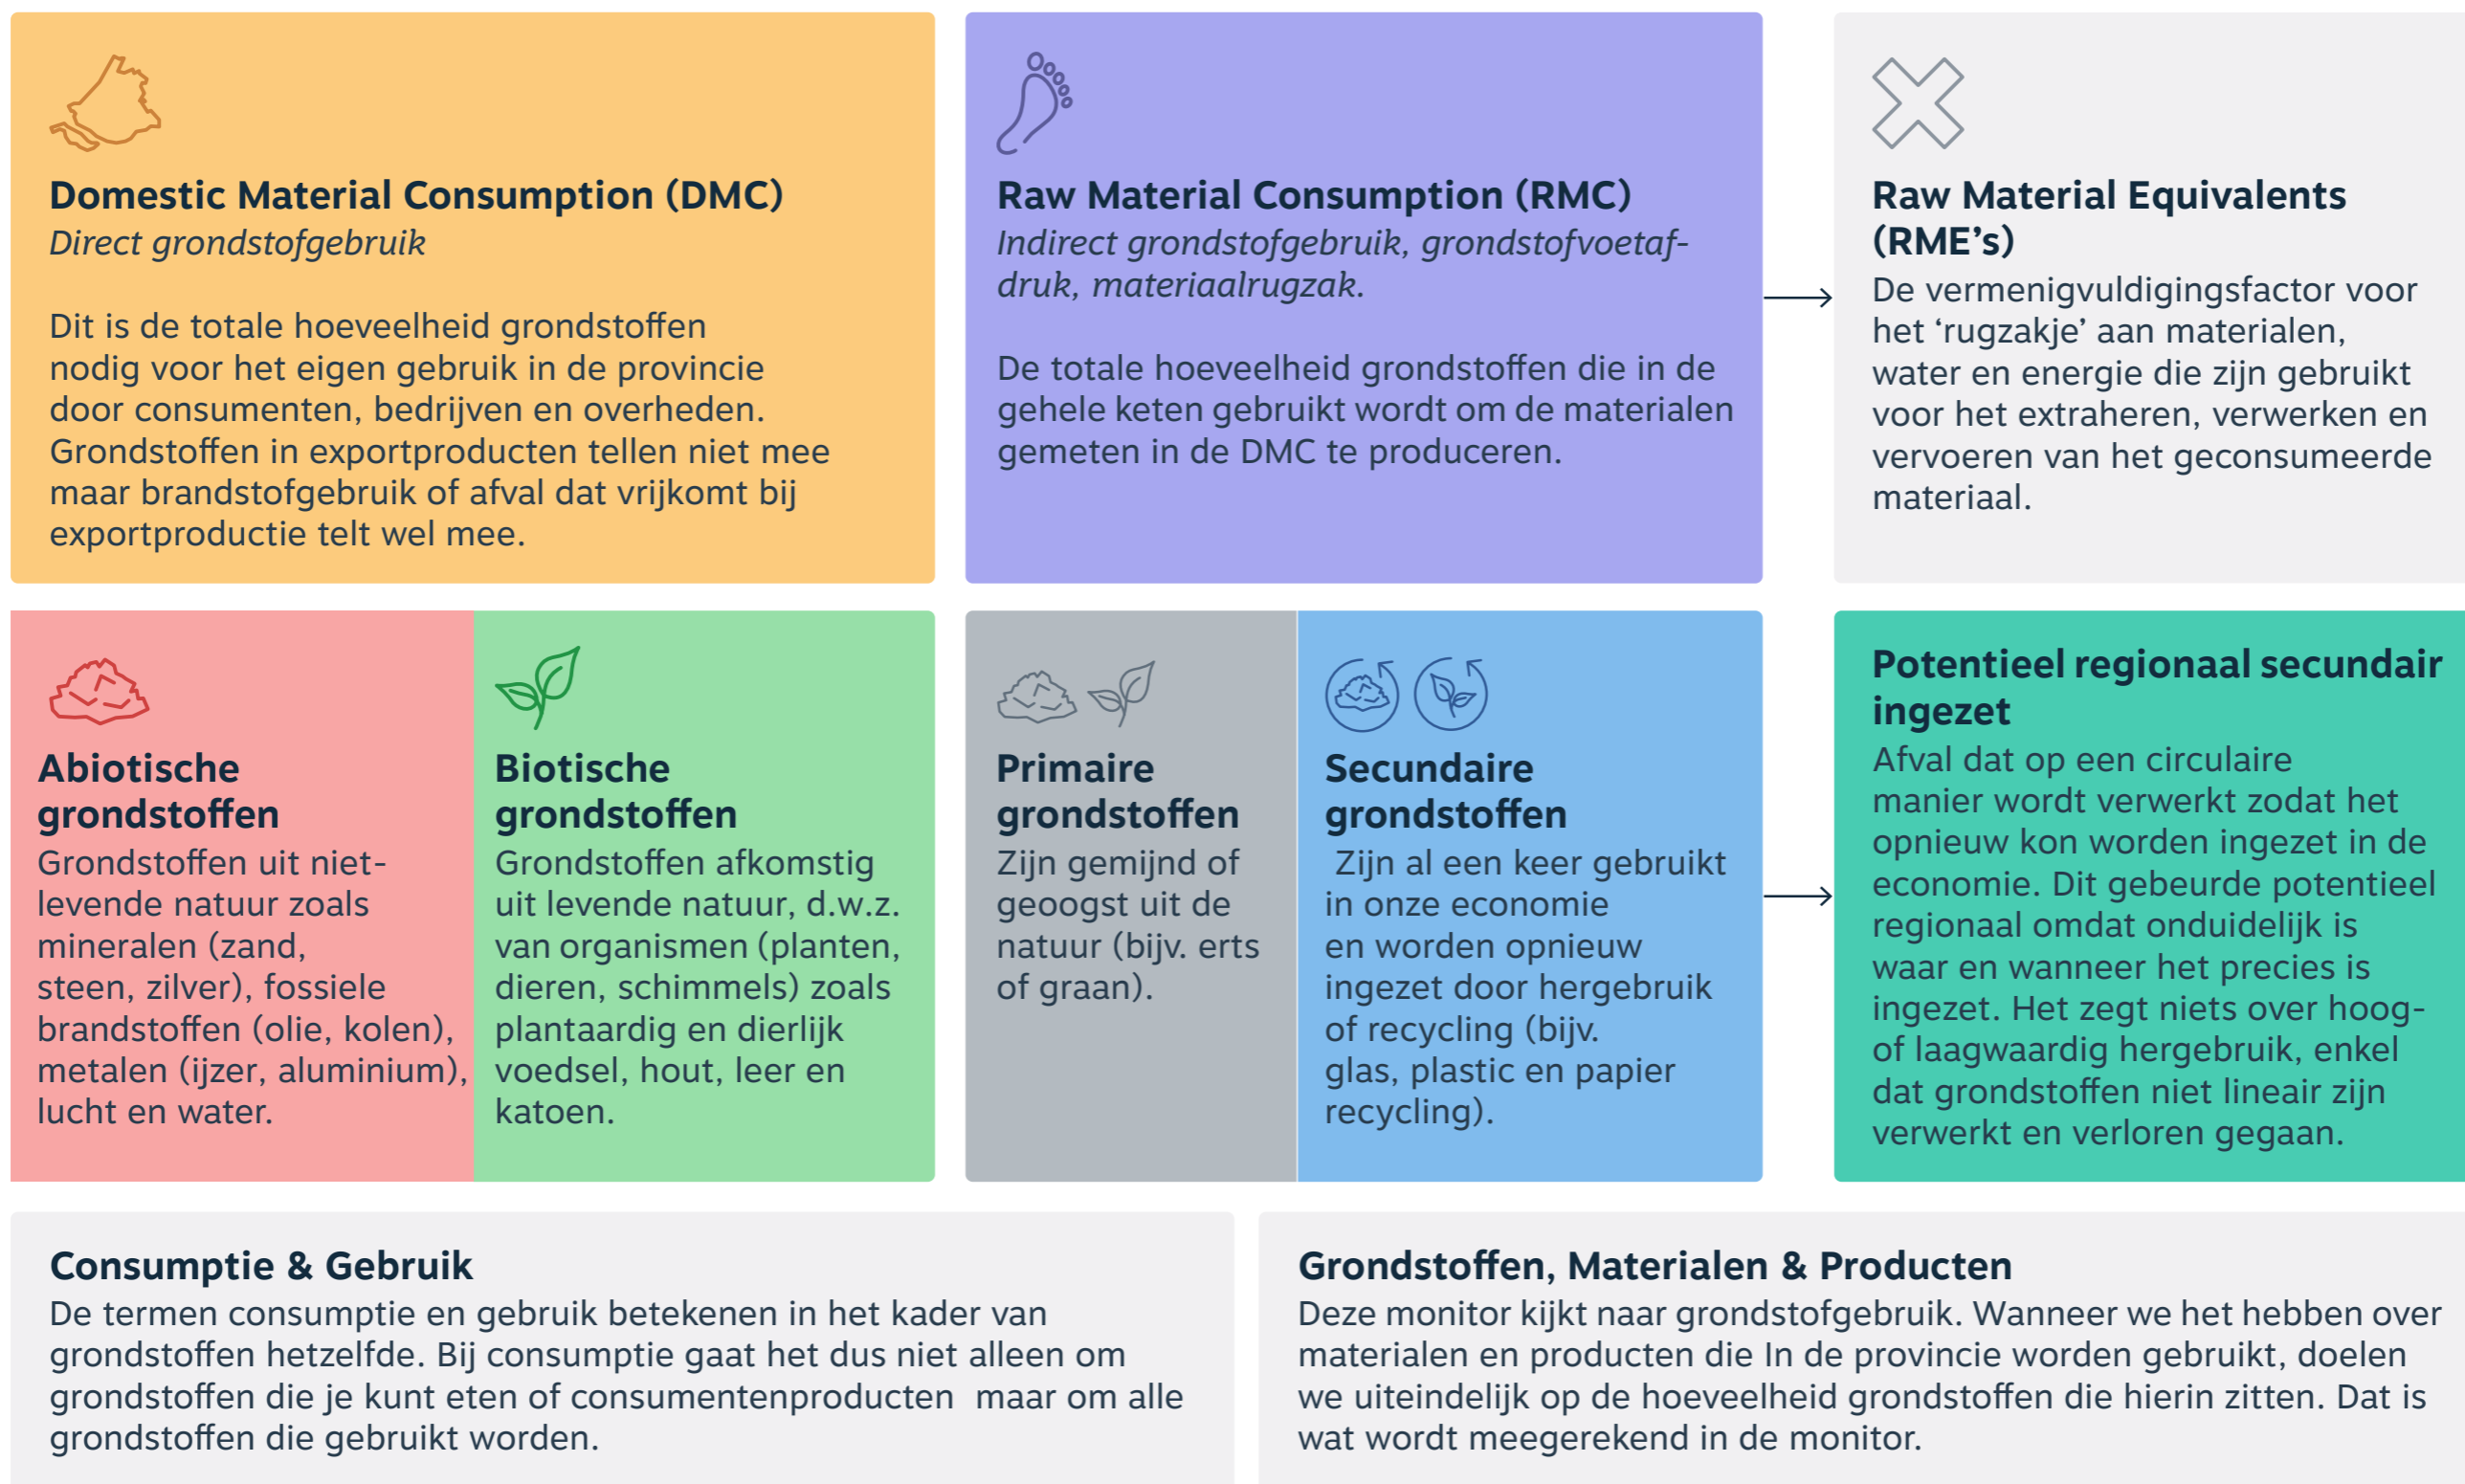 Domestic Material Consumption (DMC)
Direct grondstofgebruik
Dit is de totale hoeveelheid grondstoffen
nodig voor het eigen gebruik in de provincie
door consumenten, bedrijven en overheden.
Grondstoffen in exportproducten tellen niet mee
maar brandstofgebruik of afval dat vrijkomt bij
exportproductie telt wel mee.
Raw Material Consumption (RMC)
Indirect grondstofgebruik, grondstofvoetaf-
druk, materiaalrugzak.
De totale hoeveelheid grondstoffen die in de
gehele keten gebruikt wordt om de materialen
gemeten in de DMC te produceren.
Raw Material Equivalents
(RME’s)
De vermenigvuldigingsfactor voor
het ‘rugzakje’ aan materialen,
water en energie die zijn gebruikt
voor het extraheren, verwerken en
vervoeren van het geconsumeerde
materiaal.
Abiotische
grondstoffen
Grondstoffen uit niet-
levende natuur zoals
mineralen (zand,
steen, zilver), fossiele
brandstoffen (olie, kolen),
metalen (ijzer, aluminium),
lucht en water.
Biotische
grondstoffen
Grondstoffen afkomstig
uit levende natuur, d.w.z.
van organismen (planten,
dieren, schimmels) zoals
plantaardig en dierlijk
voedsel, hout, leer en
katoen.
Primaire
grondstoffen
Zijn gemijnd of
geoogst uit de
natuur (bijv. erts
of graan).
Secundaire
grondstoffen
Zijn al een keer gebruikt
in onze economie
en worden opnieuw
ingezet door hergebruik
of recycling (bijv.
glas, plastic en papier
recycling).
Potentieel regionaal secundair
ingezet
Afval dat op een circulaire
manier wordt verwerkt zodat het
opnieuw kon worden ingezet in de
economie. Dit gebeurde potentieel
regionaal omdat onduidelijk is
waar en wanneer het precies is
ingezet. Het zegt niets over hoog-
of laagwaardig hergebruik, enkel
dat grondstoffen niet lineair zijn
verwerkt en verloren gegaan.
Consumptie & Gebruik
De termen consumptie en gebruik betekenen in het kader van
grondstoffen hetzelfde. Bij consumptie gaat het dus niet alleen om
grondstoffen die je kunt eten of consumentenproducten  maar om alle
grondstoffen die gebruikt worden.
Grondstoffen, Materialen & Producten
Deze monitor kijkt naar grondstofgebruik. Wanneer we het hebben over
materialen en producten die In de provincie worden gebruikt, doelen
we uiteindelijk op de hoeveelheid grondstoffen die hierin zitten. Dat is
wat wordt meegerekend in de monitor.